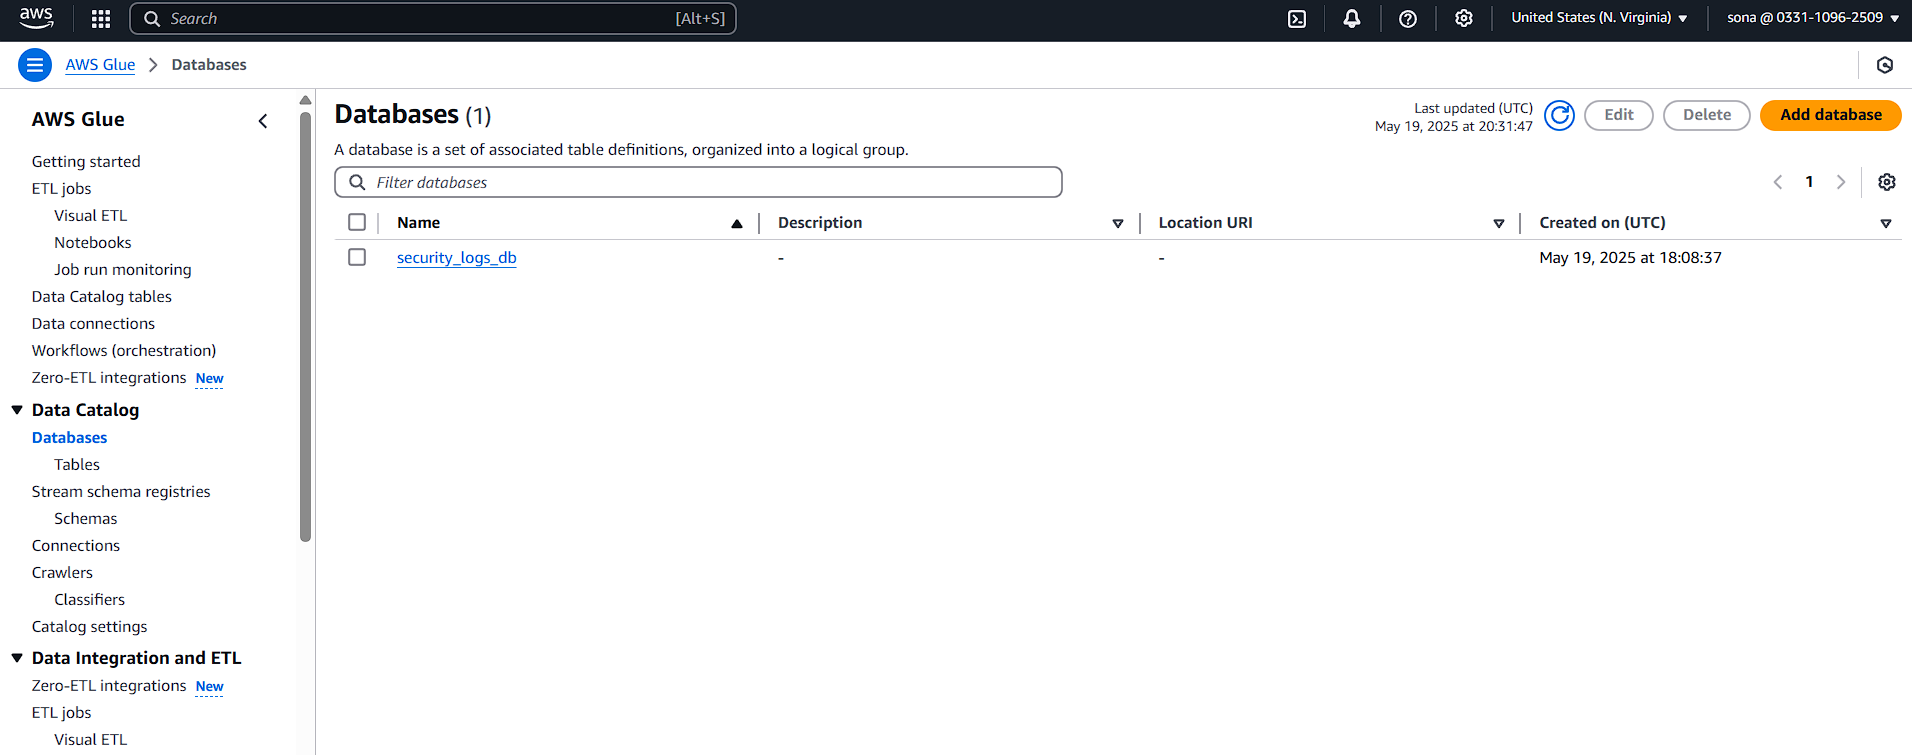 aws
Search
[Alt+S]
United States (N. Virginia)
sona @ 0331-1096-2509
AWS Glue
Databases
AWS Glue
Getting started
ETL jobs
Visual ETL
Notebooks
Job run monitoring
Data Catalog tables
Data connections
Workflows (orchestration)
Zero-ETL integrations New
Data Catalog
Databases
Tables
Stream schema registries
Schemas
Connections
Crawlers
Classifiers
Catalog settings
Data Integration and ETL
Zero-ETL integrations New
ETL jobs
Visual ETL
Databases (1)
Last updated (UTC)
May 19, 2025 at 20:31:47
Edit
Delete
Add database
A database is a set of associated table definitions, organized into a logical group.
Filter databases
1
Name Description Location URI Created on (UTC)
security_logs_db - - May 19, 2025 at 18:08:37